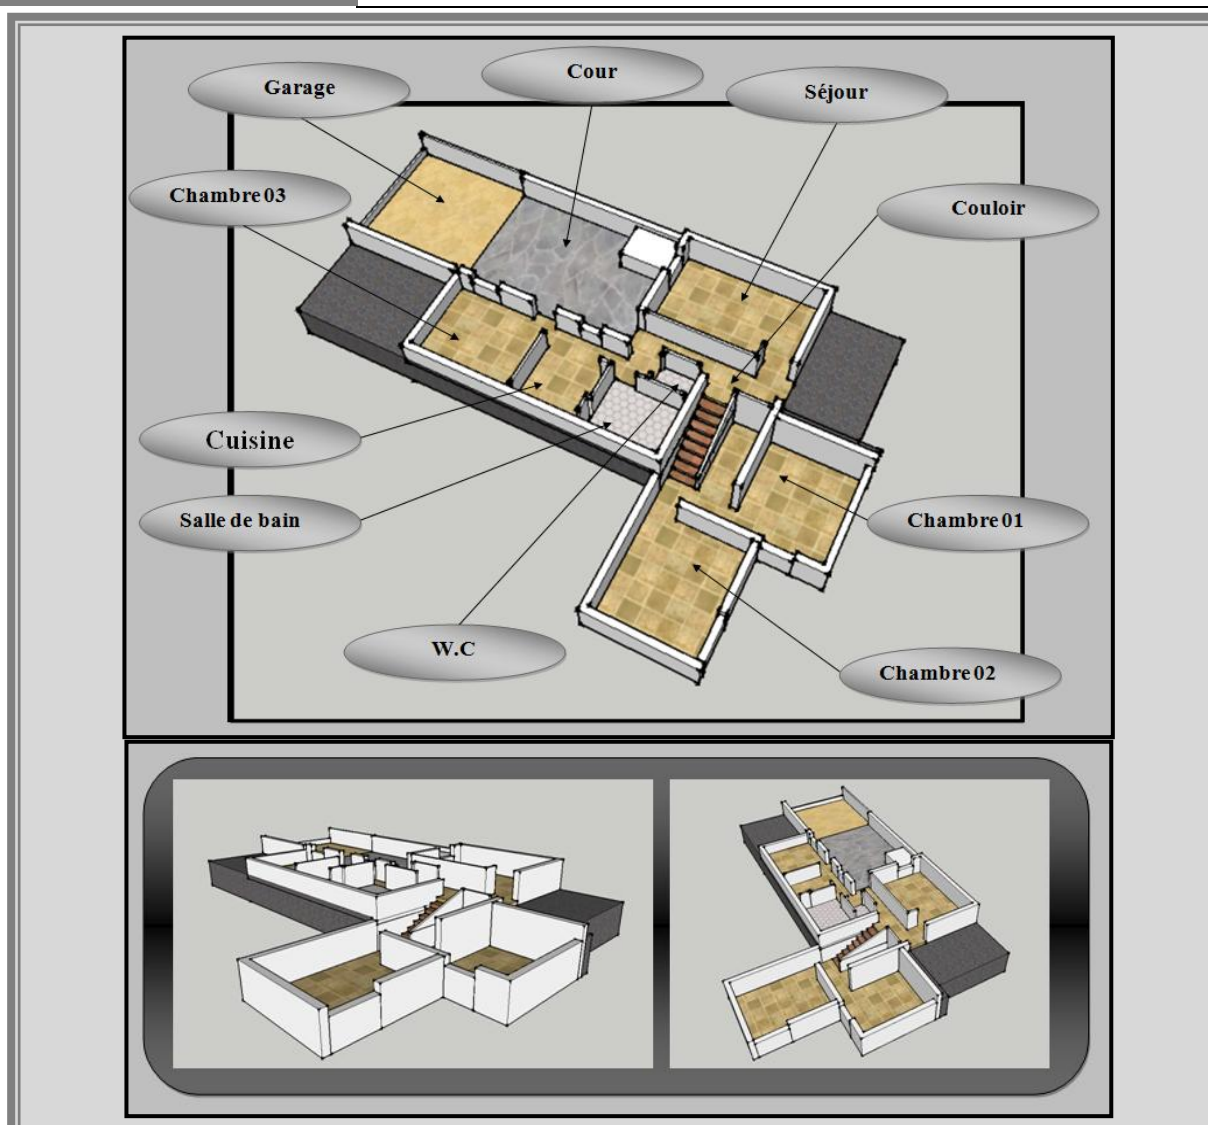 Cour
Garage
Séjour
Chambre 03
Couloir
Cuisine
Salle de bain
Chambre 01
W.C
Chambre 02